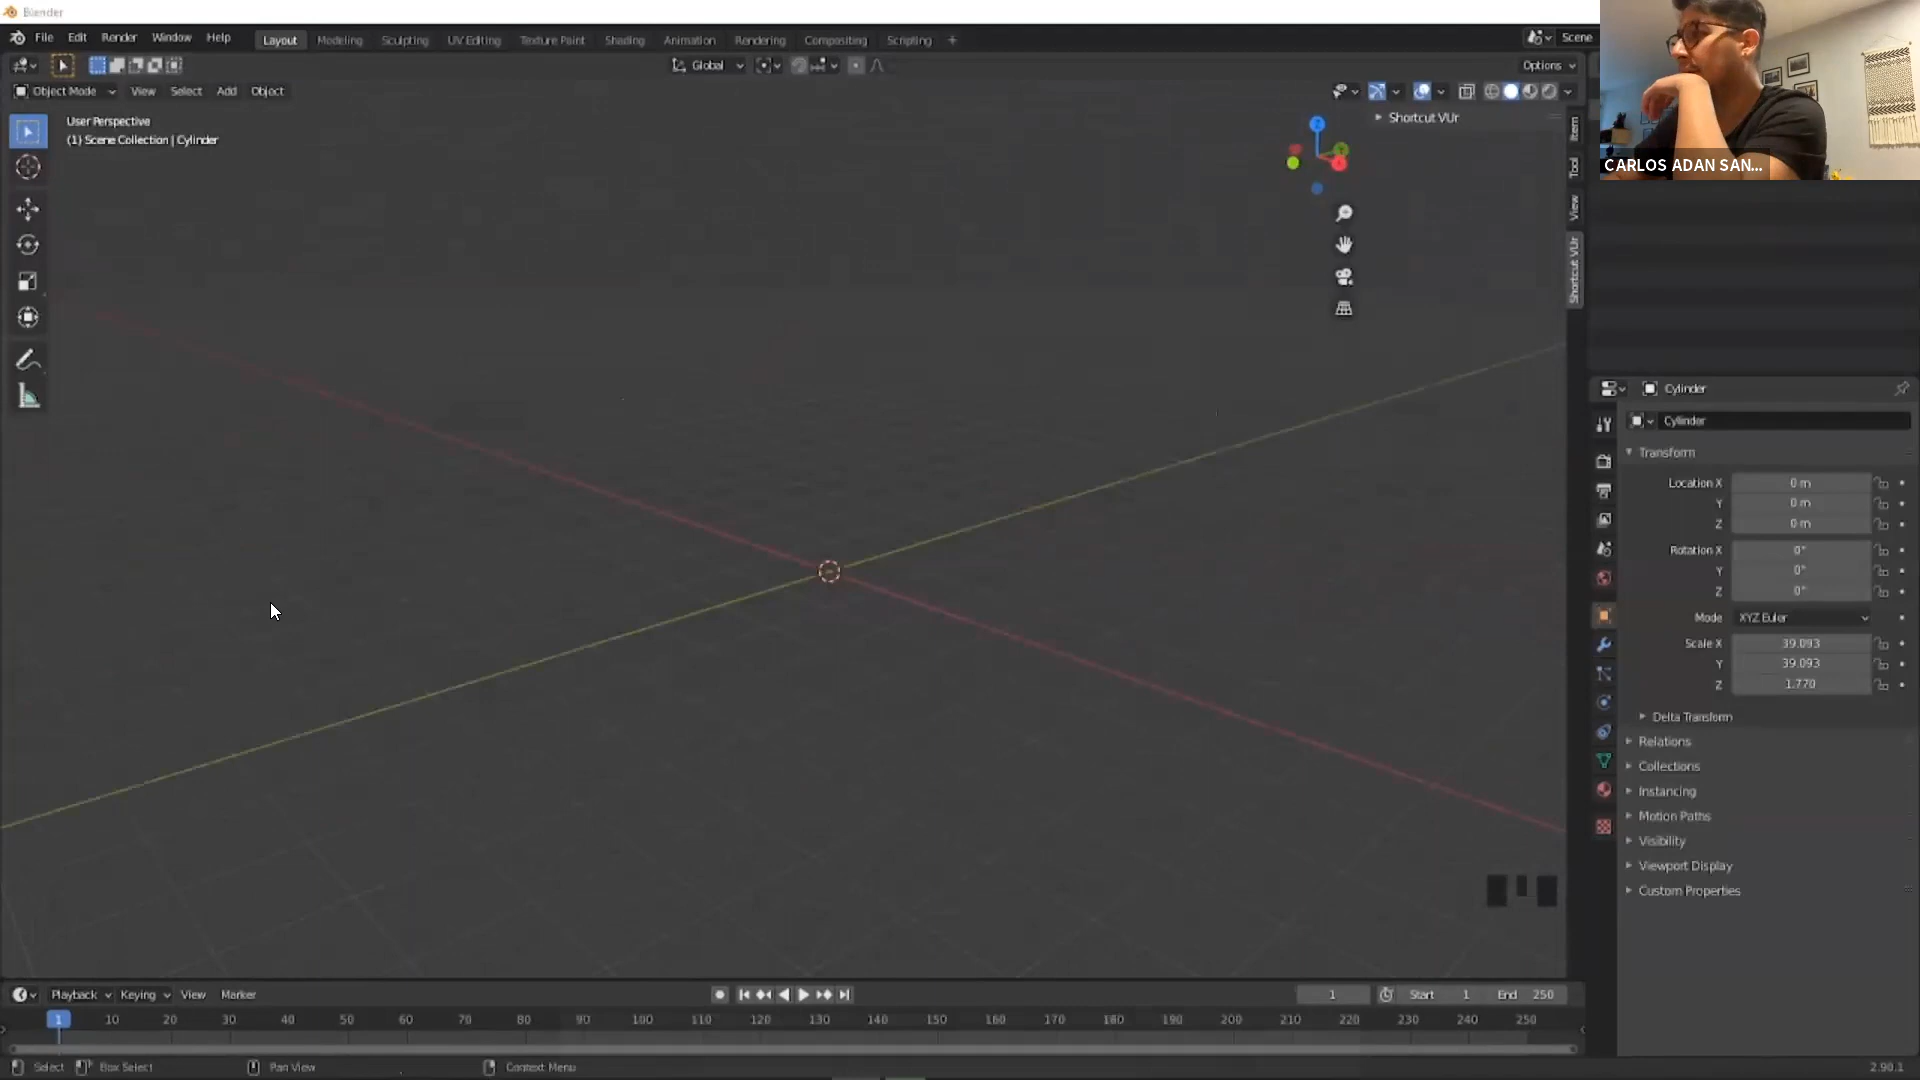 Blender
File Edit Render Window Help
Layout Modeling Sculpting UV Editing Texture Paint Shading Animation Rendering Compositing Scripting +
Scene
Global
Options
Object Mode View Select Add Object
User Perspective
(1) Scene Collection | Cylinder
Shortcut VUr
Item
Tool
View
Shortcut VUr
CARLOS ADAN SAN...
Cylinder
Cylinder
Transform
Location X 0 m
Y 0 m
Z 0 m
Rotation X 0°
Y 0°
Z 0°
Mode XYZ Euler
Scale X 39.093
Y 39.093
Z 1.770
Delta Transform
Relations
Collections
Instancing
Motion Paths
Visibility
Viewport Display
Custom Properties
Playback Keying View Marker
1 Start 1 End 250
1 10 20 30 40 50 60 70 80 90 100 110 120 130 140 150 160 170 180 190 200 210 220 230 240 250
Select Box Select Pan View Context Menu 2.90.1